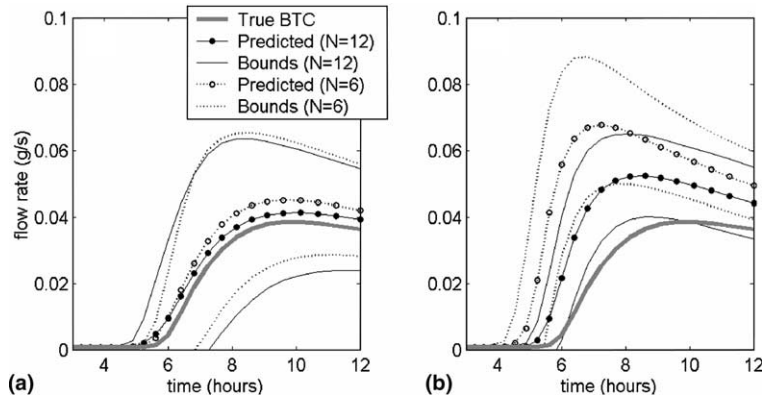 0.1
0.08
0.06
0.04
0.02
0
flow rate (g/s)
4 6 8 10 12
time (hours)
(a)
True BTC
Predicted (N=12)
Bounds (N=12)
Predicted (N=6)
Bounds (N=6)
0.1
0.08
0.06
0.04
0.02
0
4 6 8 10 12
time (hours)
(b)